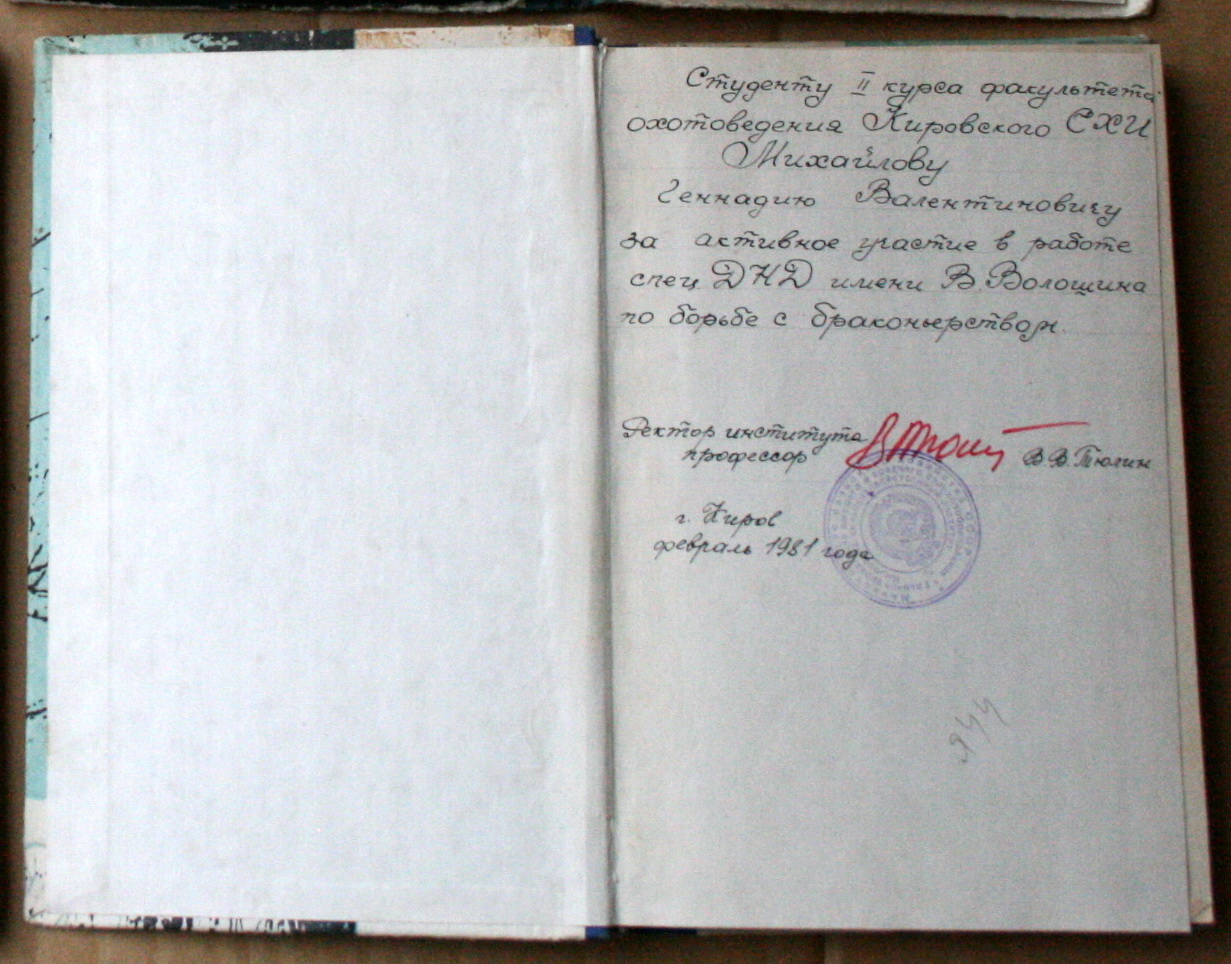 Студенту II курса факультета
охотоведения Кировского СХИ
Михайлову
Геннадию Валентиновичу
за активное участие в работе
спец ДНД имени В. Волошина
по борьбе с браконьерством.
Ректор института
профессор
В. В. Тюлин
г. Киров
февраль 1981 года